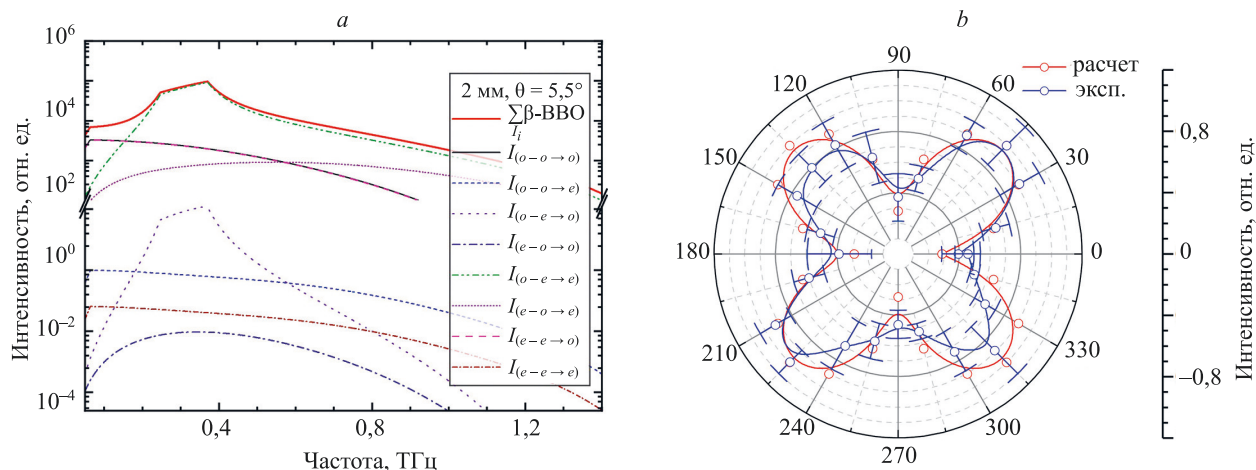 a
Интенсивность, отн. ед.
10^6
10^4
10^2
10^0
10^–2
10^–4
0,4
0,8
1,2
Частота, ТГц
2 мм, θ = 5,5°
∑β-BBO
I_i
I_(o – o → o)
I_(o – o → e)
I_(o – e → o)
I_(e – o → o)
I_(o – e → e)
I_(e – o → e)
I_(e – e → o)
I_(e – e → e)
b
расчет
эксп.
90
60
30
0
330
300
270
240
210
180
150
120
0,8
0
–0,8
Интенсивность, отн. ед.